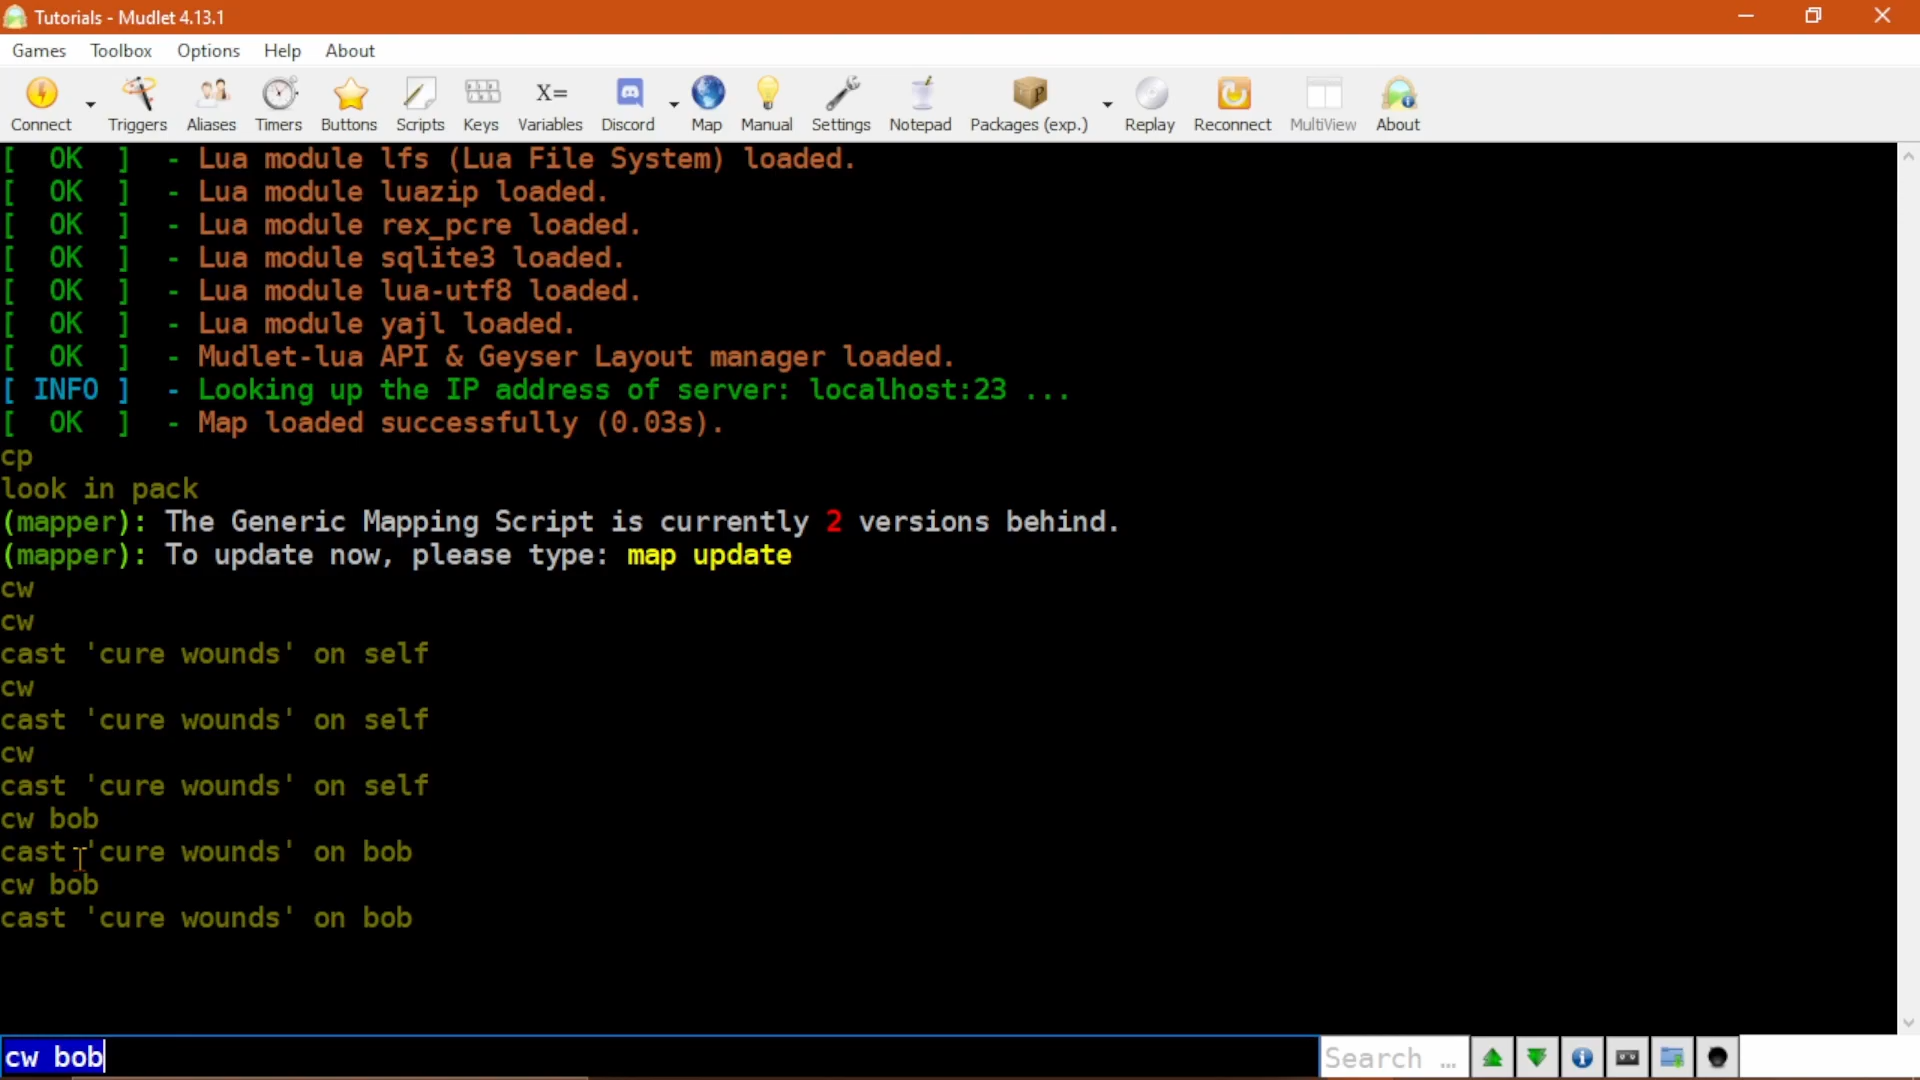 Tutorials - Mudlet 4.13.1
Games Toolbox Options Help About
Connect Triggers Aliases Timers Buttons Scripts Keys X= Variables Discord Map Manual Settings Notepad Packages (exp.) Replay Reconnect MultiView About
[ OK ] - Lua module lfs (Lua File System) loaded.
[ OK ] - Lua module luazip loaded.
[ OK ] - Lua module rex_pcre loaded.
[ OK ] - Lua module sqlite3 loaded.
[ OK ] - Lua module lua-utf8 loaded.
[ OK ] - Lua module yajl loaded.
[ OK ] - Mudlet-lua API & Geyser Layout manager loaded.
[ INFO ] - Looking up the IP address of server: localhost:23 ...
[ OK ] - Map loaded successfully (0.03s).
cp
look in pack
(mapper): The Generic Mapping Script is currently 2 versions behind.
(mapper): To update now, please type: map update
cw
cw
cast 'cure wounds' on self
cw
cast 'cure wounds' on self
cw
cast 'cure wounds' on self
cw bob
cast 'cure wounds' on bob
cw bob
cast 'cure wounds' on bob
cw bob
Search ...